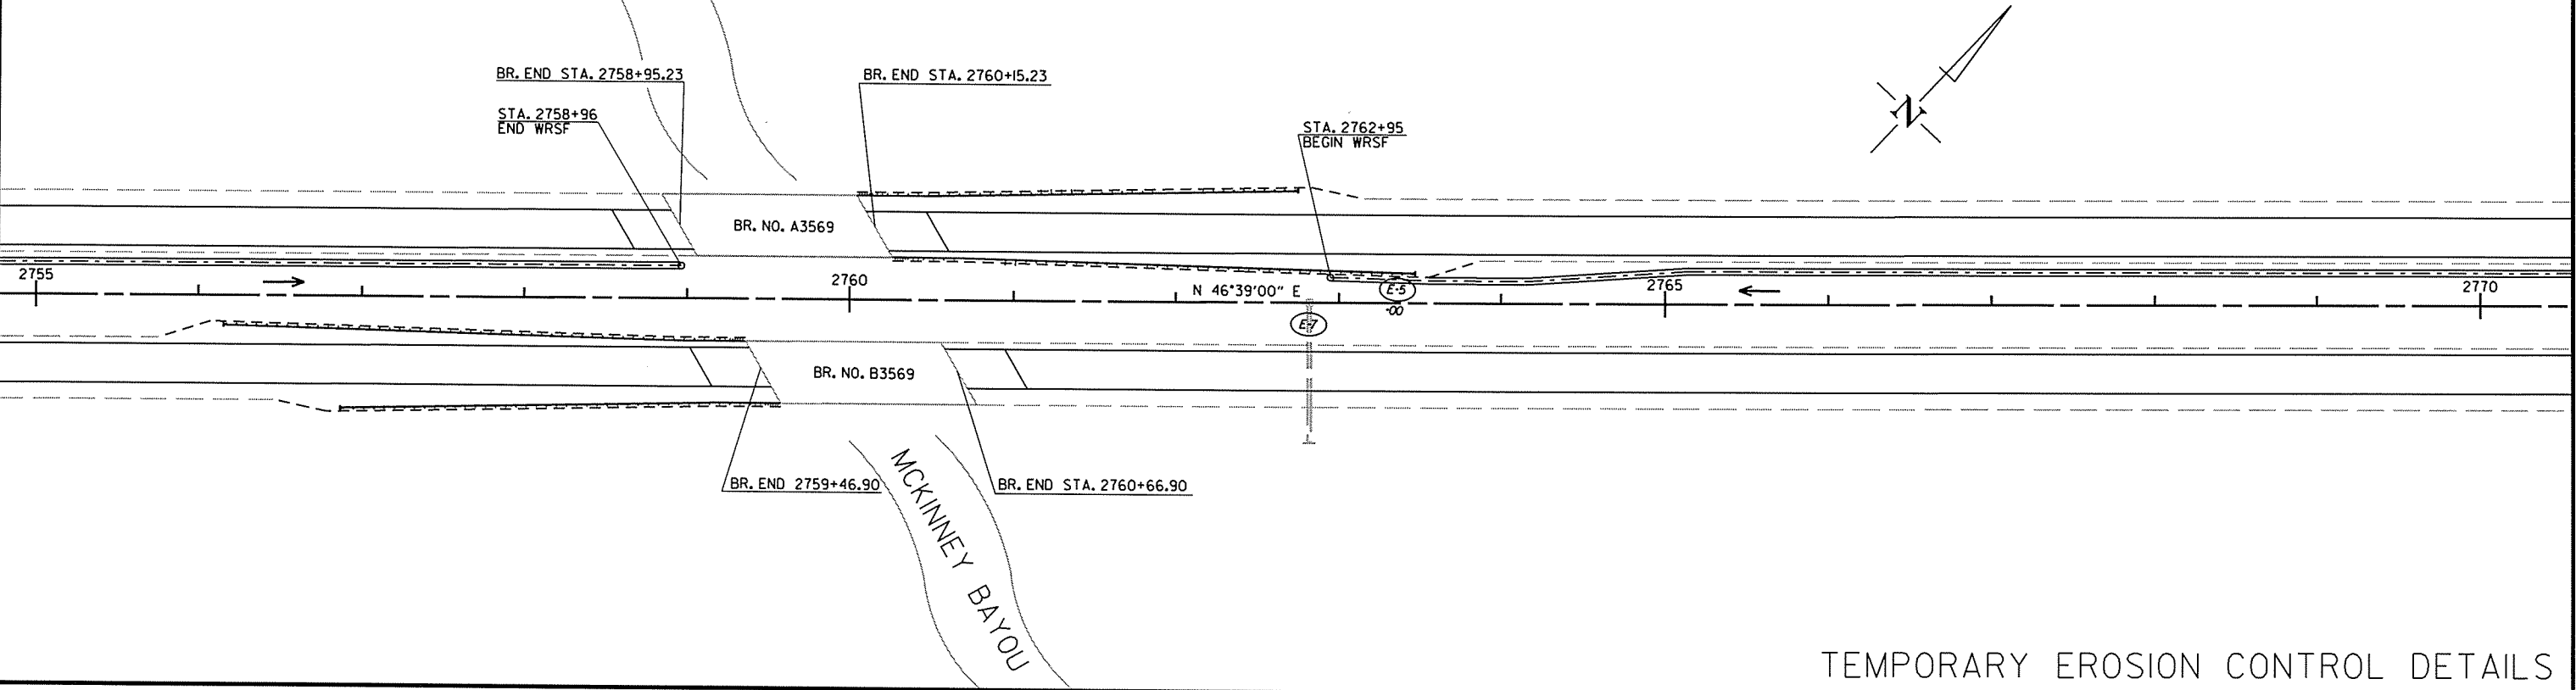 BR. END STA. 2758+95.23
BR. END STA. 2760+15.23
STA. 2758+96
END WRSF
STA. 2762+95
BEGIN WRSF
N
BR. NO. A3569
2755
2760
N 46°39'00" E
E-5
2765
2770
-00
E-7
BR. NO. B3569
BR. END 2759+46.90
BR. END STA. 2760+66.90
MCKINNEY BAYOU
TEMPORARY EROSION CONTROL DETAILS